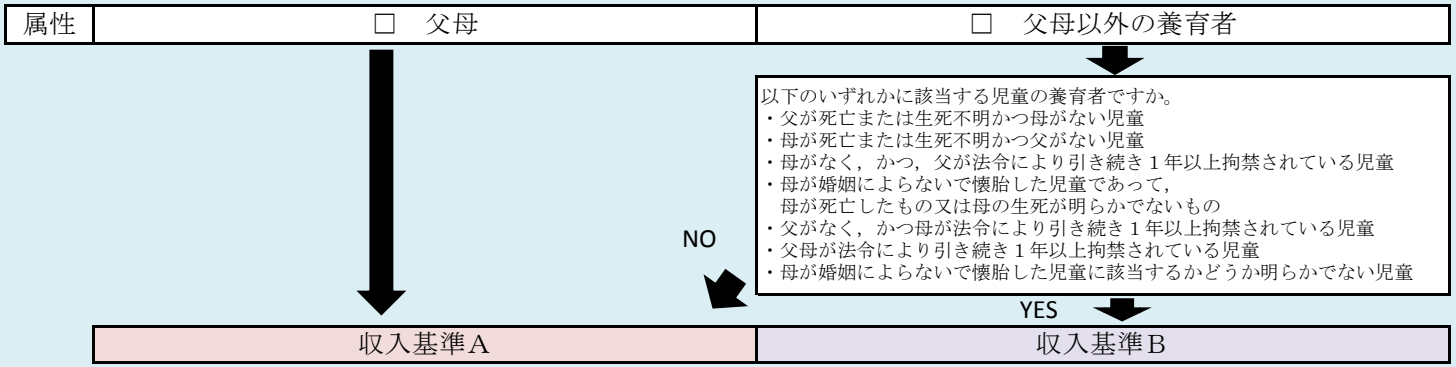 属性
□ 父母
□ 父母以外の養育者
以下のいずれかに該当する児童の養育者ですか。
・父が死亡または生死不明かつ母がない児童
・母が死亡または生死不明かつ父がない児童
・母がなく，かつ，父が法令により引き続き１年以上拘禁されている児童
・母が婚姻によらないで懐胎した児童であって，
母が死亡したもの又は母の生死が明らかでないもの
・父がなく，かつ母が法令により引き続き１年以上拘禁されている児童
・父母が法令により引き続き１年以上拘禁されている児童
・母が婚姻によらないで懐胎した児童に該当するかどうか明らかでない児童
NO
YES
収入基準Ａ
収入基準Ｂ